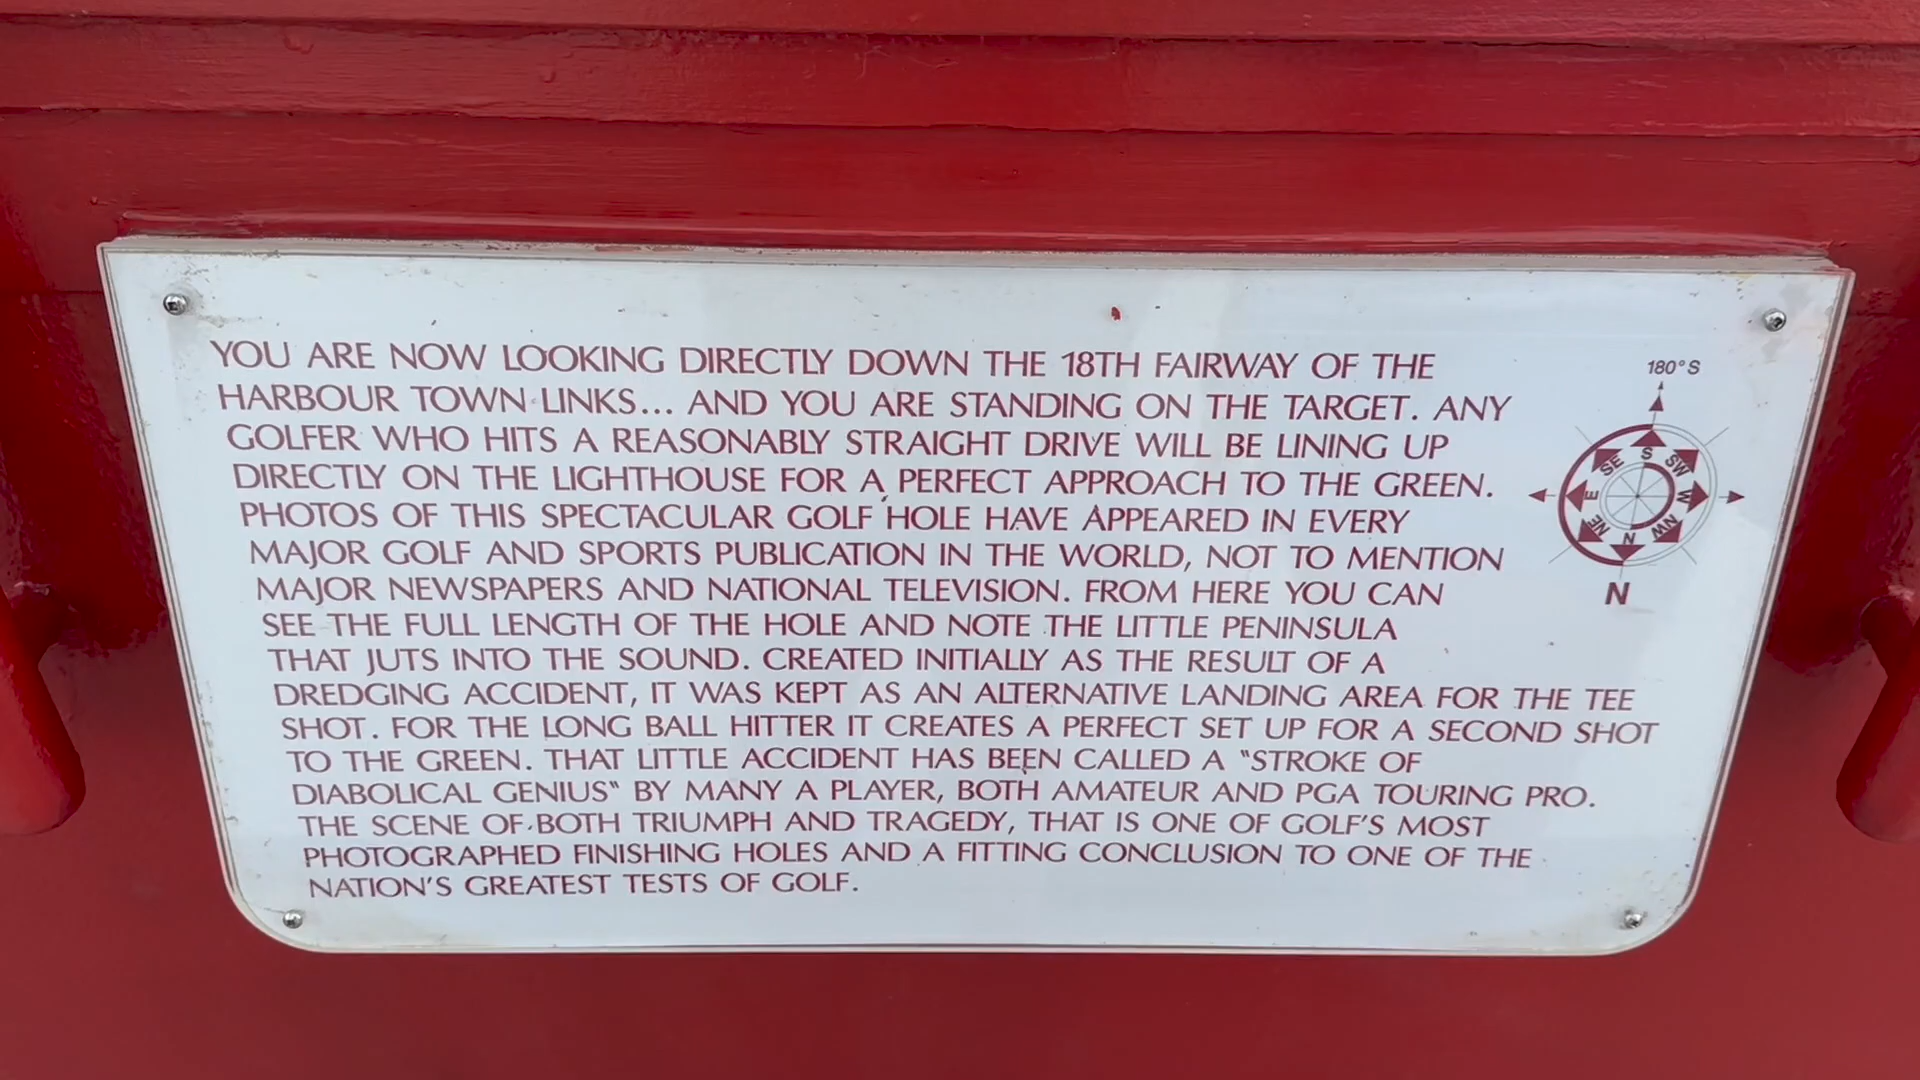 YOU ARE NOW LOOKING DIRECTLY DOWN THE 18TH FAIRWAY OF THE
HARBOUR TOWN LINKS... AND YOU ARE STANDING ON THE TARGET. ANY
GOLFER WHO HITS A REASONABLY STRAIGHT DRIVE WILL BE LINING UP
DIRECTLY ON THE LIGHTHOUSE FOR A PERFECT APPROACH TO THE GREEN.
PHOTOS OF THIS SPECTACULAR GOLF HOLE HAVE APPEARED IN EVERY
MAJOR GOLF AND SPORTS PUBLICATION IN THE WORLD, NOT TO MENTION
MAJOR NEWSPAPERS AND NATIONAL TELEVISION. FROM HERE YOU CAN
SEE THE FULL LENGTH OF THE HOLE AND NOTE THE LITTLE PENINSULA
THAT JUTS INTO THE SOUND. CREATED INITIALLY AS THE RESULT OF A
DREDGING ACCIDENT, IT WAS KEPT AS AN ALTERNATIVE LANDING AREA FOR THE TEE
SHOT. FOR THE LONG BALL HITTER IT CREATES A PERFECT SET UP FOR A SECOND SHOT
TO THE GREEN. THAT LITTLE ACCIDENT HAS BEEN CALLED A "STROKE OF
DIABOLICAL GENIUS" BY MANY A PLAYER, BOTH AMATEUR AND PGA TOURING PRO.
THE SCENE OF BOTH TRIUMPH AND TRAGEDY, THAT IS ONE OF GOLF'S MOST
PHOTOGRAPHED FINISHING HOLES AND A FITTING CONCLUSION TO ONE OF THE
NATION'S GREATEST TESTS OF GOLF.
180° S
S
SE
SW
E
W
NE
NW
N
N